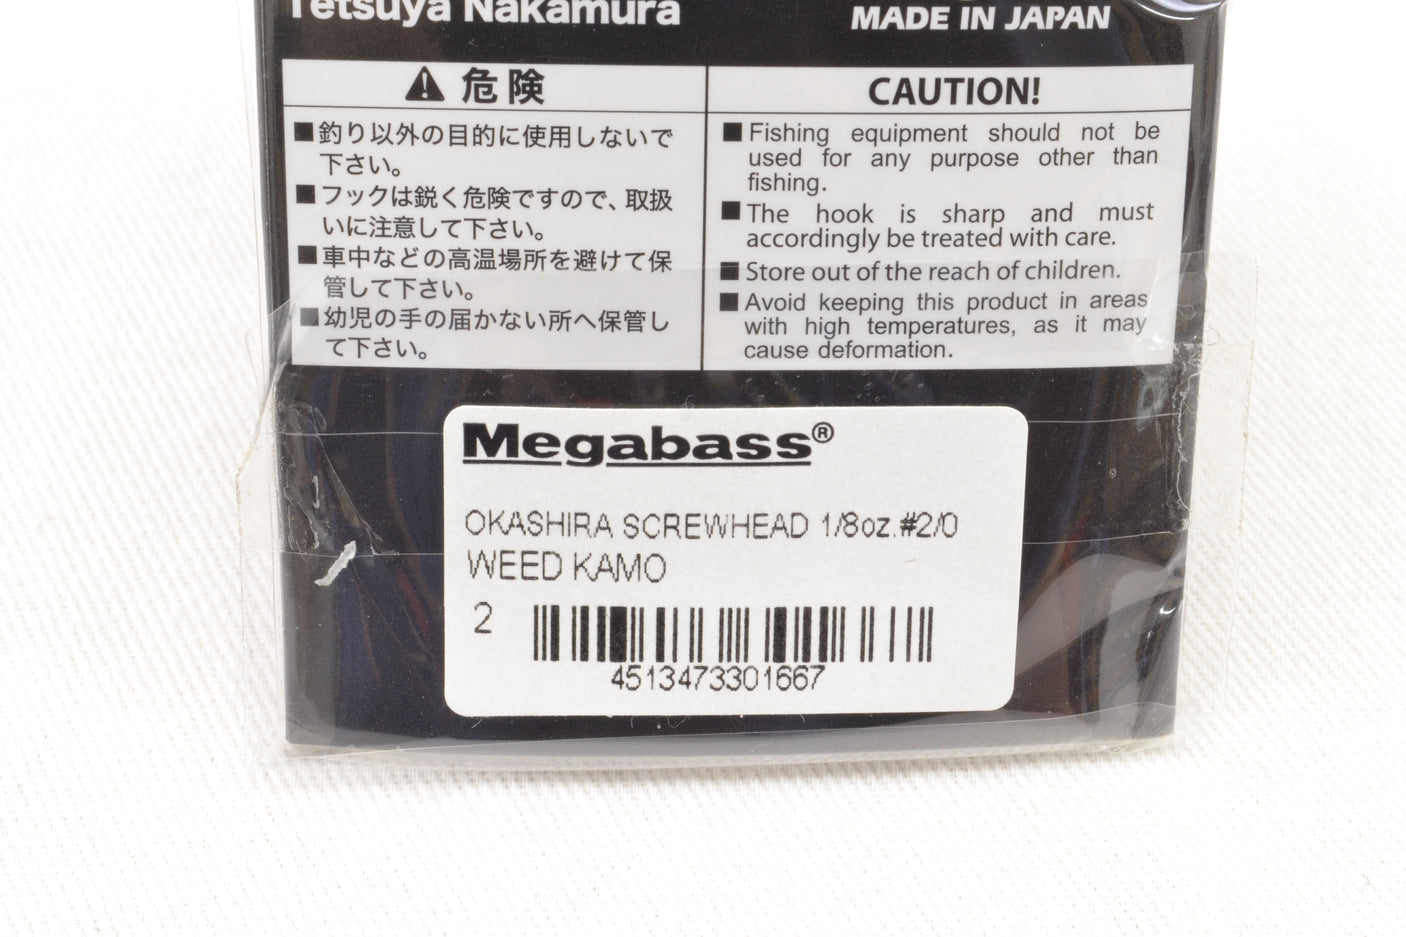 Tetsuya Nakamura
MADE IN JAPAN
危険
■釣り以外の目的に使用しないで
下さい。
■フックは鋭く危険ですので、取扱
いに注意して下さい。
■車中などの高温場所を避けて保
管して下さい。
■幼児の手の届かない所へ保管し
て下さい。
CAUTION!
■Fishing equipment should not be
used for any purpose other than
fishing.
■The hook is sharp and must
accordingly be treated with care.
■Store out of the reach of children.
■Avoid keeping this product in areas
with high temperatures, as it may
cause deformation.
Megabass®
OKASHIRA SCREWHEAD 1/8oz.#2/0
WEED KAMO
2
4513473301667